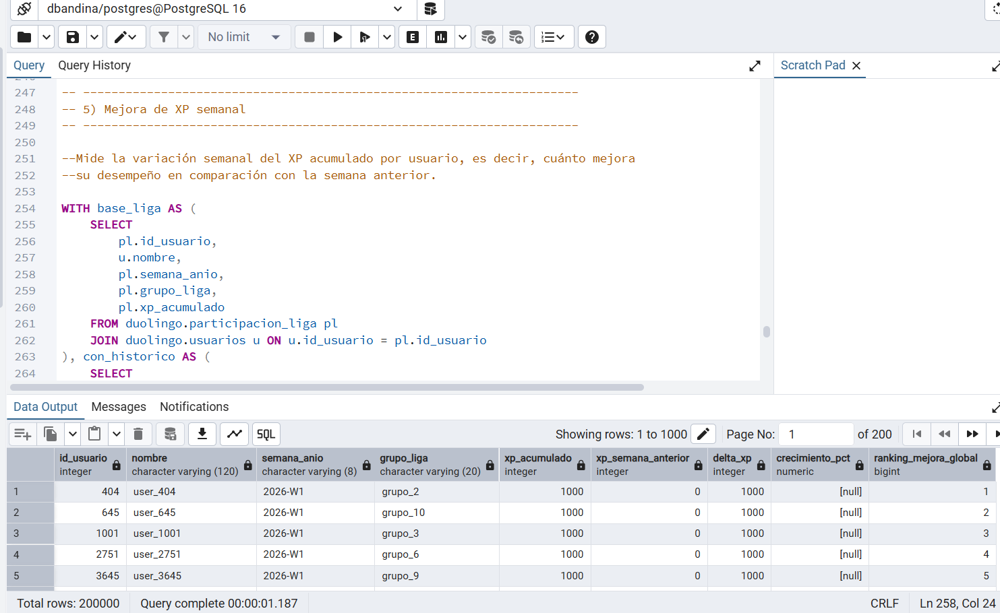 dbandina/postgres@PostgreSQL 16
No limit
E
Query Query History
Scratch Pad
247 -- ----------------------------------------------------------------------
248 -- 5) Mejora de XP semanal
249 -- ----------------------------------------------------------------------
250
251 --Mide la variación semanal del XP acumulado por usuario, es decir, cuánto mejora
252 --su desempeño en comparación con la semana anterior.
253
254 WITH base_liga AS (
255 SELECT
256 pl.id_usuario,
257 u.nombre,
258 pl.semana_anio,
259 pl.grupo_liga,
260 pl.xp_acumulado
261 FROM duolingo.participacion_liga pl
262 JOIN duolingo.usuarios u ON u.id_usuario = pl.id_usuario
263 ), con_historico AS (
264 SELECT
Data Output Messages Notifications
SQL Showing rows: 1 to 1000 Page No: 1 of 200
id_usuario nombre semana_anio grupo_liga xp_acumulado xp_semana_anterior delta_xp crecimiento_pct ranking_mejora_global
integer character varying (120) character varying (8) character varying (20) integer integer integer numeric bigint
1 404 user_404 2026-W1 grupo_2 1000 0 1000 [null] 1
2 645 user_645 2026-W1 grupo_10 1000 0 1000 [null] 2
3 1001 user_1001 2026-W1 grupo_3 1000 0 1000 [null] 3
4 2751 user_2751 2026-W1 grupo_6 1000 0 1000 [null] 4
5 3645 user_3645 2026-W1 grupo_9 1000 0 1000 [null] 5
Total rows: 200000 Query complete 00:00:01.187 CRLF Ln 258, Col 24